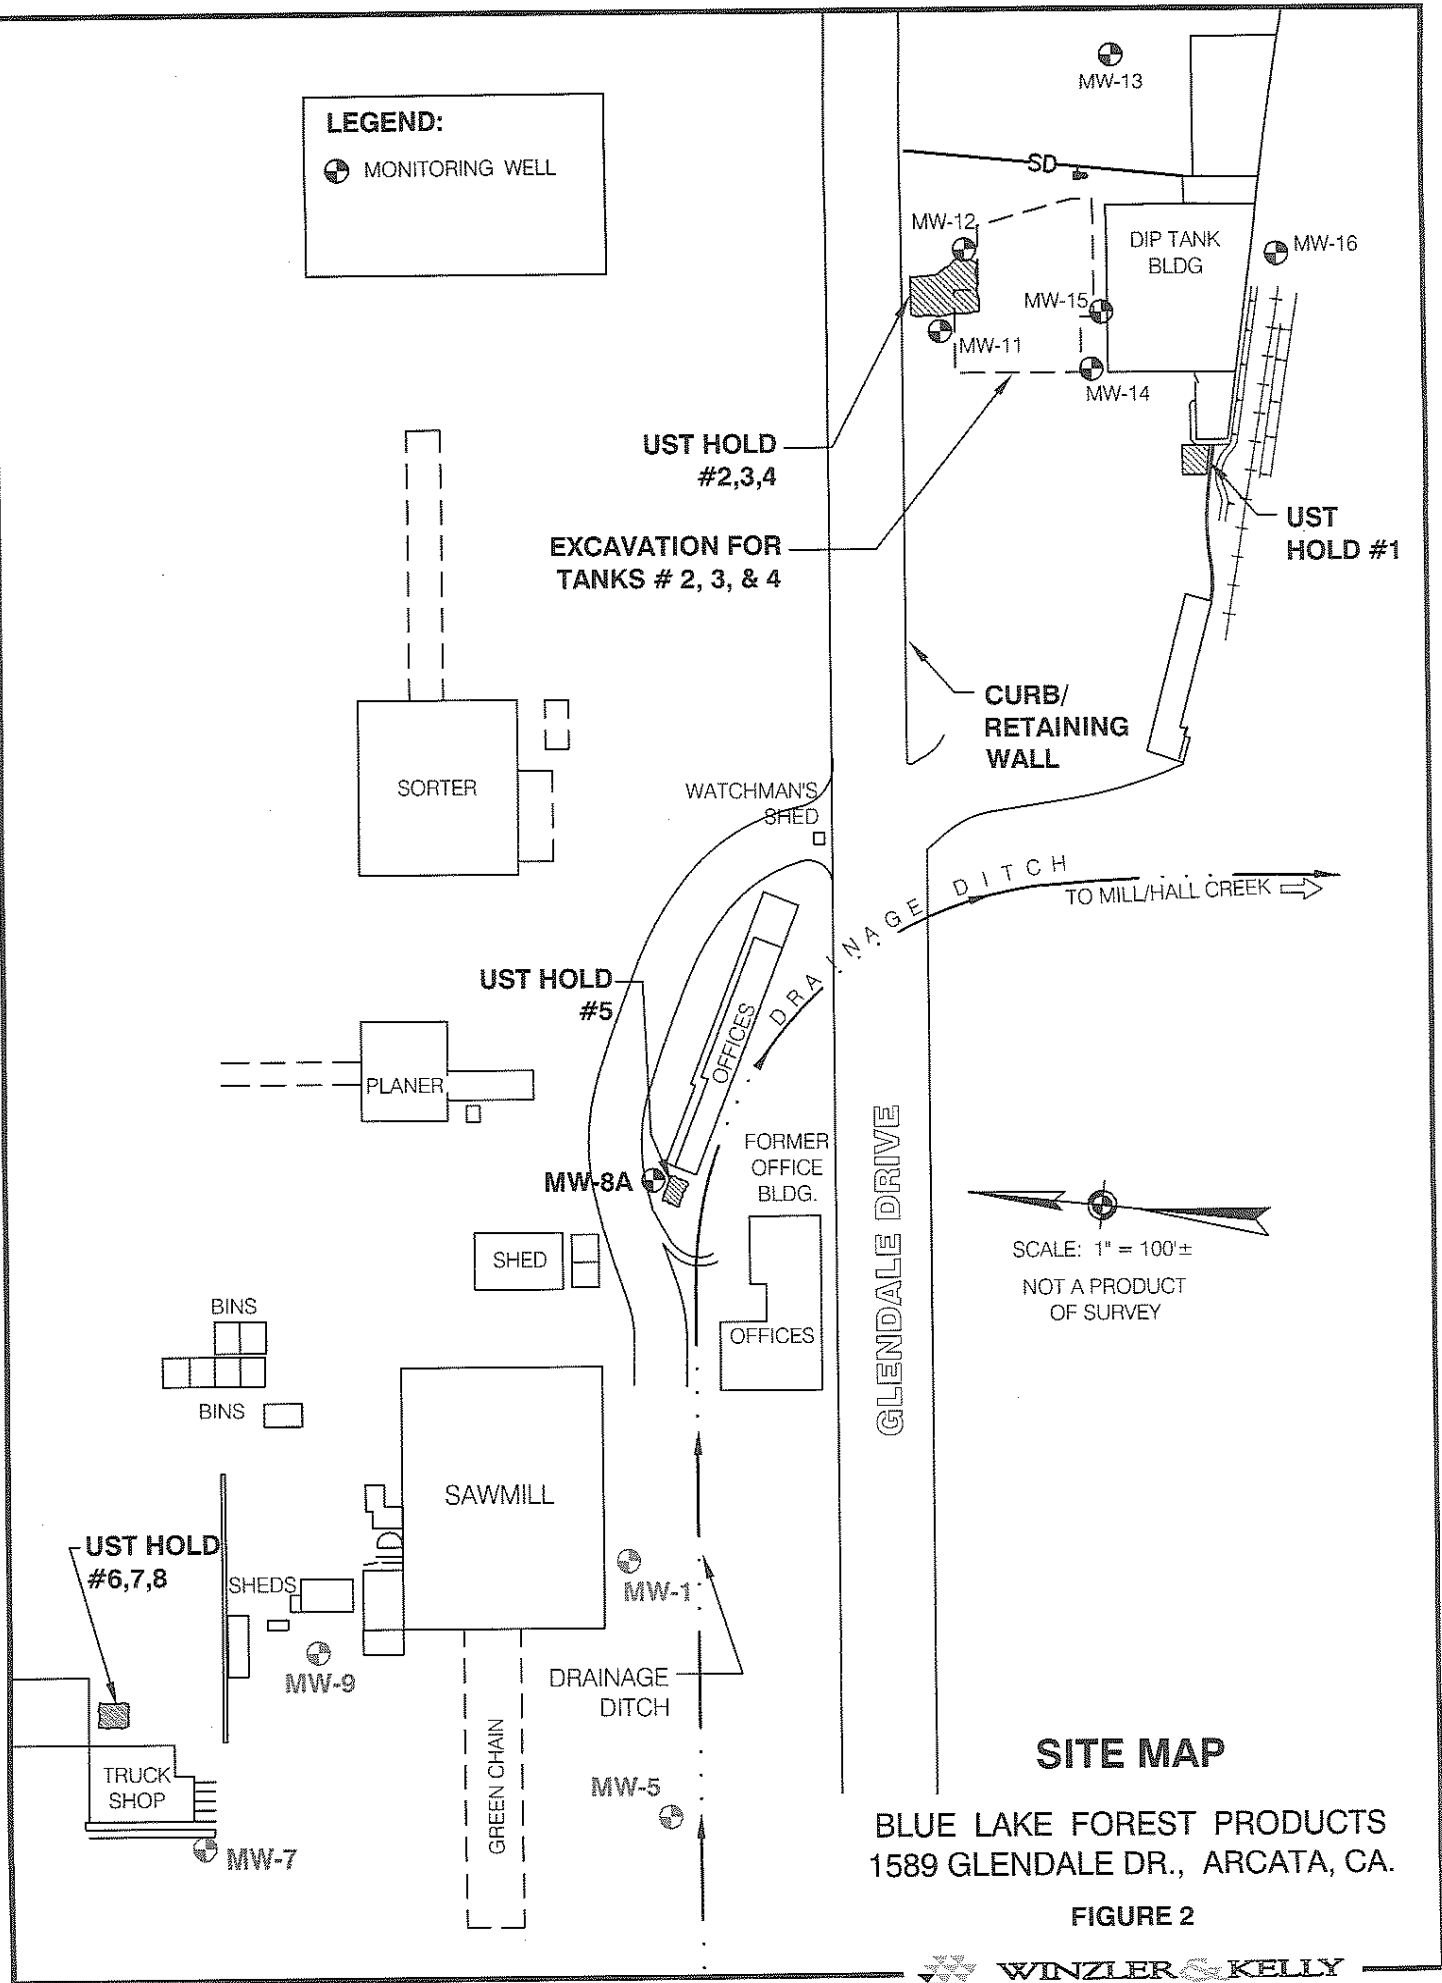 LEGEND:
MONITORING WELL
MW-13
SD
MW-12
DIP TANK
BLDG
MW-16
MW-15
MW-11
MW-14
UST HOLD
#2,3,4
EXCAVATION FOR
TANKS # 2, 3, & 4
UST
HOLD #1
CURB/
RETAINING
WALL
SORTER
WATCHMAN'S
SHED
DRAINAGE DITCH
TO MILL/HALL CREEK
UST HOLD
#5
OFFICES
PLANER
FORMER
OFFICE
BLDG.
MW-8A
GLENDALE DRIVE
SHED
SCALE: 1" = 100'±
NOT A PRODUCT
OF SURVEY
BINS
OFFICES
BINS
SAWMILL
UST HOLD
#6,7,8
SHEDS
MW-1
MW-9
DRAINAGE
DITCH
GREEN CHAIN
TRUCK
SHOP
MW-5
MW-7
SITE MAP
BLUE LAKE FOREST PRODUCTS
1589 GLENDALE DR., ARCATA, CA.
FIGURE 2
WINZLER & KELLY